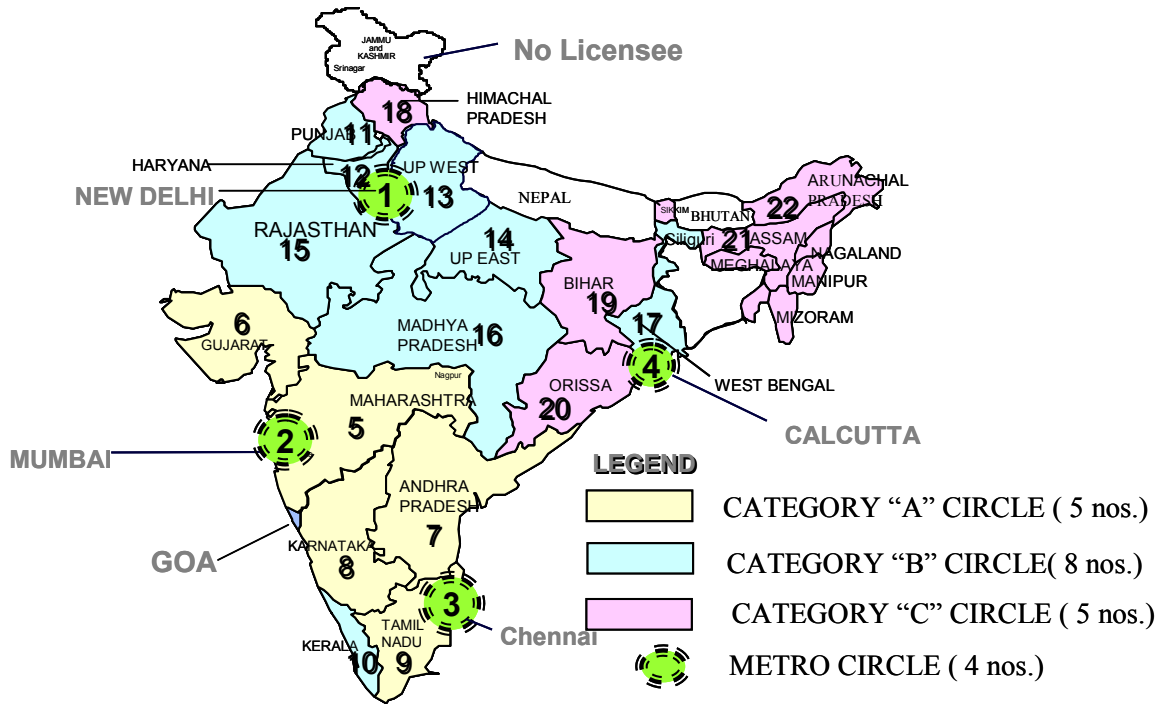 JAMMU
and
KASHMIR
Srinagar
No Licensee
HIMACHAL
PRADESH
18
PUNJAB
11
HARYANA
12
UP WEST
NEW DELHI
1
13
NEPAL
SIKKIM
BHUTAN
ARUNACHAL
PRADESH
22
RAJASTHAN
15
14
UP EAST
Siliguri
21
ASSAM
NAGALAND
MEGHALAYA
MANIPUR
BIHAR
19
MIZORAM
6
GUJARAT
MADHYA
PRADESH
16
17
4
WEST BENGAL
Nagpur
ORISSA
20
MAHARASHTRA
5
CALCUTTA
2
MUMBAI
LEGEND
ANDHRA
PRADESH
7
CATEGORY “A” CIRCLE ( 5 nos.)
GOA
KARNATAKA
8
CATEGORY “B” CIRCLE( 8 nos.)
3
Chennai
CATEGORY “C” CIRCLE ( 5 nos.)
TAMIL
NADU
9
KERALA
10
METRO CIRCLE ( 4 nos.)